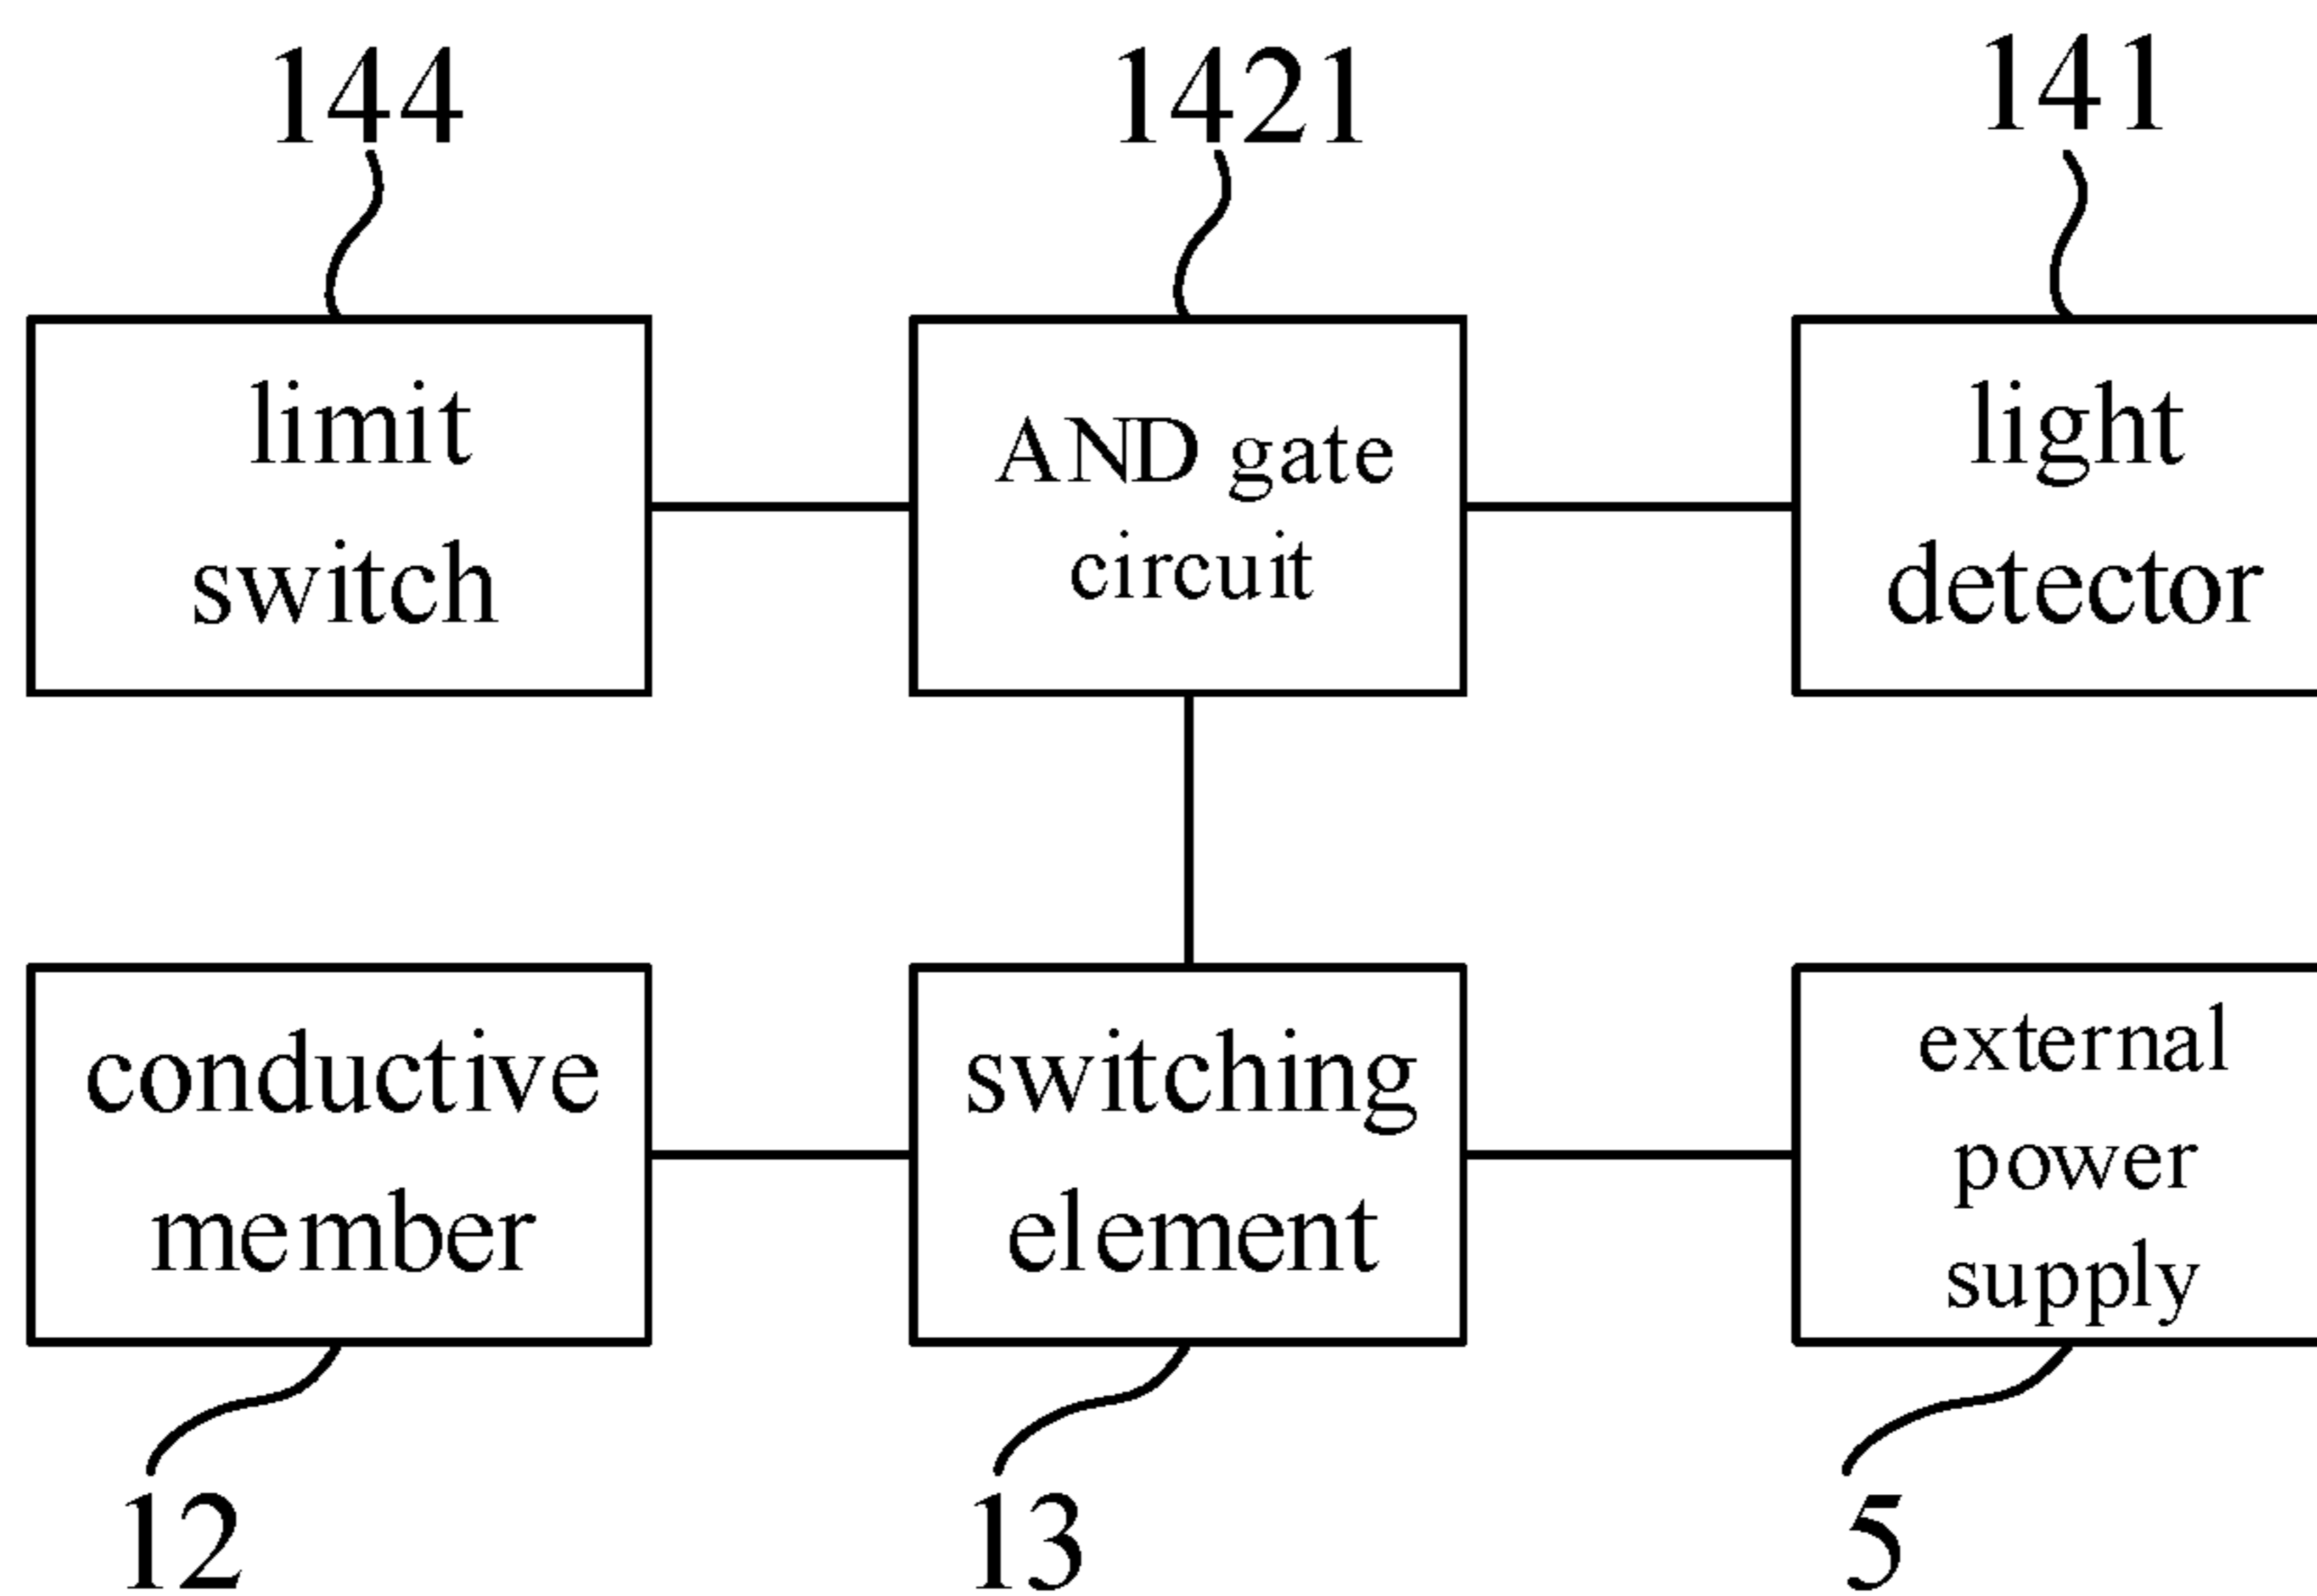 144
1421
141
limit
switch
AND gate
circuit
light
detector
conductive
member
switching
element
external
power
supply
12
13
5